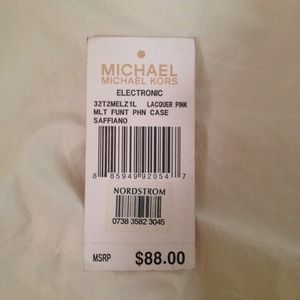 MICHAEL
MICHAEL KORS
ELECTRONIC
32T2MELZ1L LACQUER PINK
MLT FUNT PHN CASE
SAFFIANO
8 85949 92054 7
NORDSTROM
0738 3582 3045
MSRP $88.00